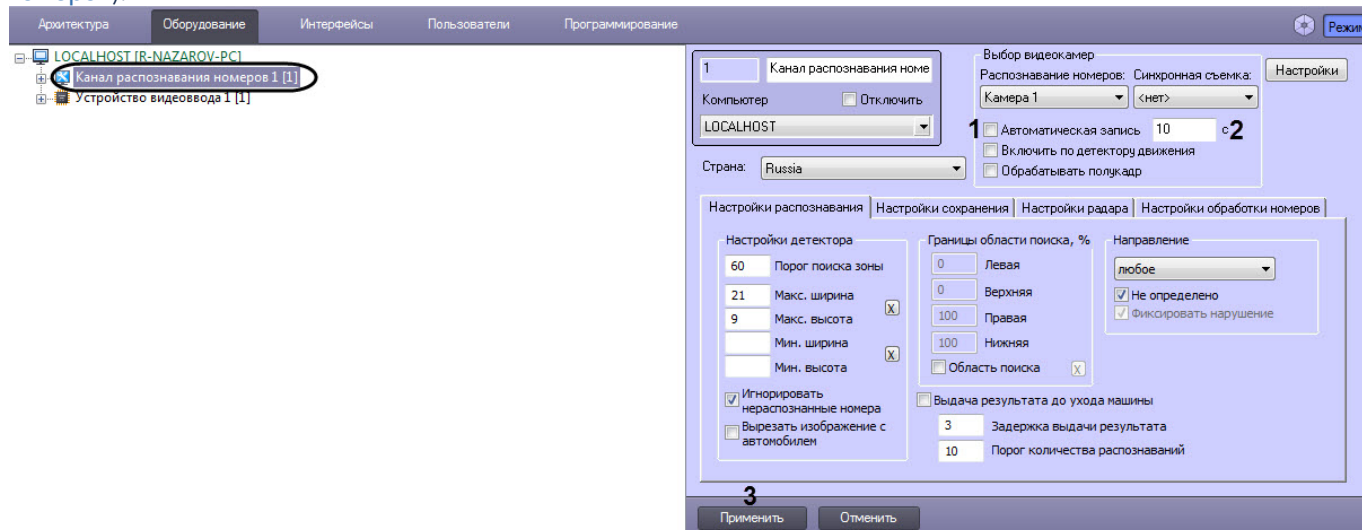 Архитектура Оборудование Интерфейсы Пользователи Программирование Режим
LOCALHOST [R-NAZAROV-PC]
Канал распознавания номеров 1 [1]
Устройство видеоввода 1 [1]
1 Канал распознавания номе
Компьютер Отключить
LOCALHOST
Страна: Russia
Выбор видеокамер
Распознавание номеров: Синхронная съемка: Настройки
Камера 1 <нет>
1 Автоматическая запись 10 с 2
Включить по детектору движения
Обрабатывать полукадр
Настройки распознавания Настройки сохранения Настройки радара Настройки обработки номеров
Настройки детектора
60 Порог поиска зоны
21 Макс. ширина
9 Макс. высота
X
Мин. ширина
Мин. высота
X
Игнорировать
нераспознанные номера
Вырезать изображение с
автомобилем
Границы области поиска, %
0 Левая
0 Верхняя
100 Правая
100 Нижняя
Область поиска X
Направление
любое
Не определено
Фиксировать нарушение
Выдача результата до ухода машины
3 Задержка выдачи результата
10 Порог количества распознаваний
3
Применить Отменить